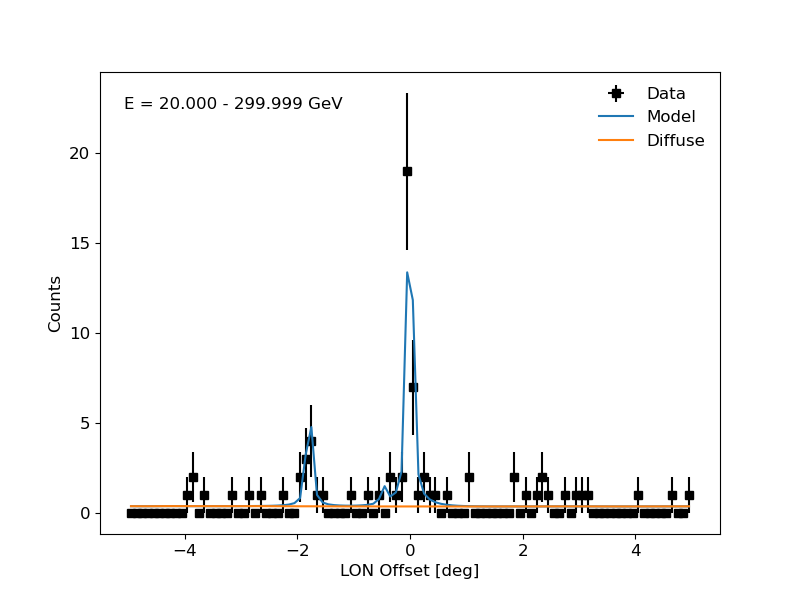 E = 20.000 - 299.999 GeV
Data
Model
Diffuse
20
15
10
5
0
Counts
−4
−2
0
2
4
LON Offset [deg]